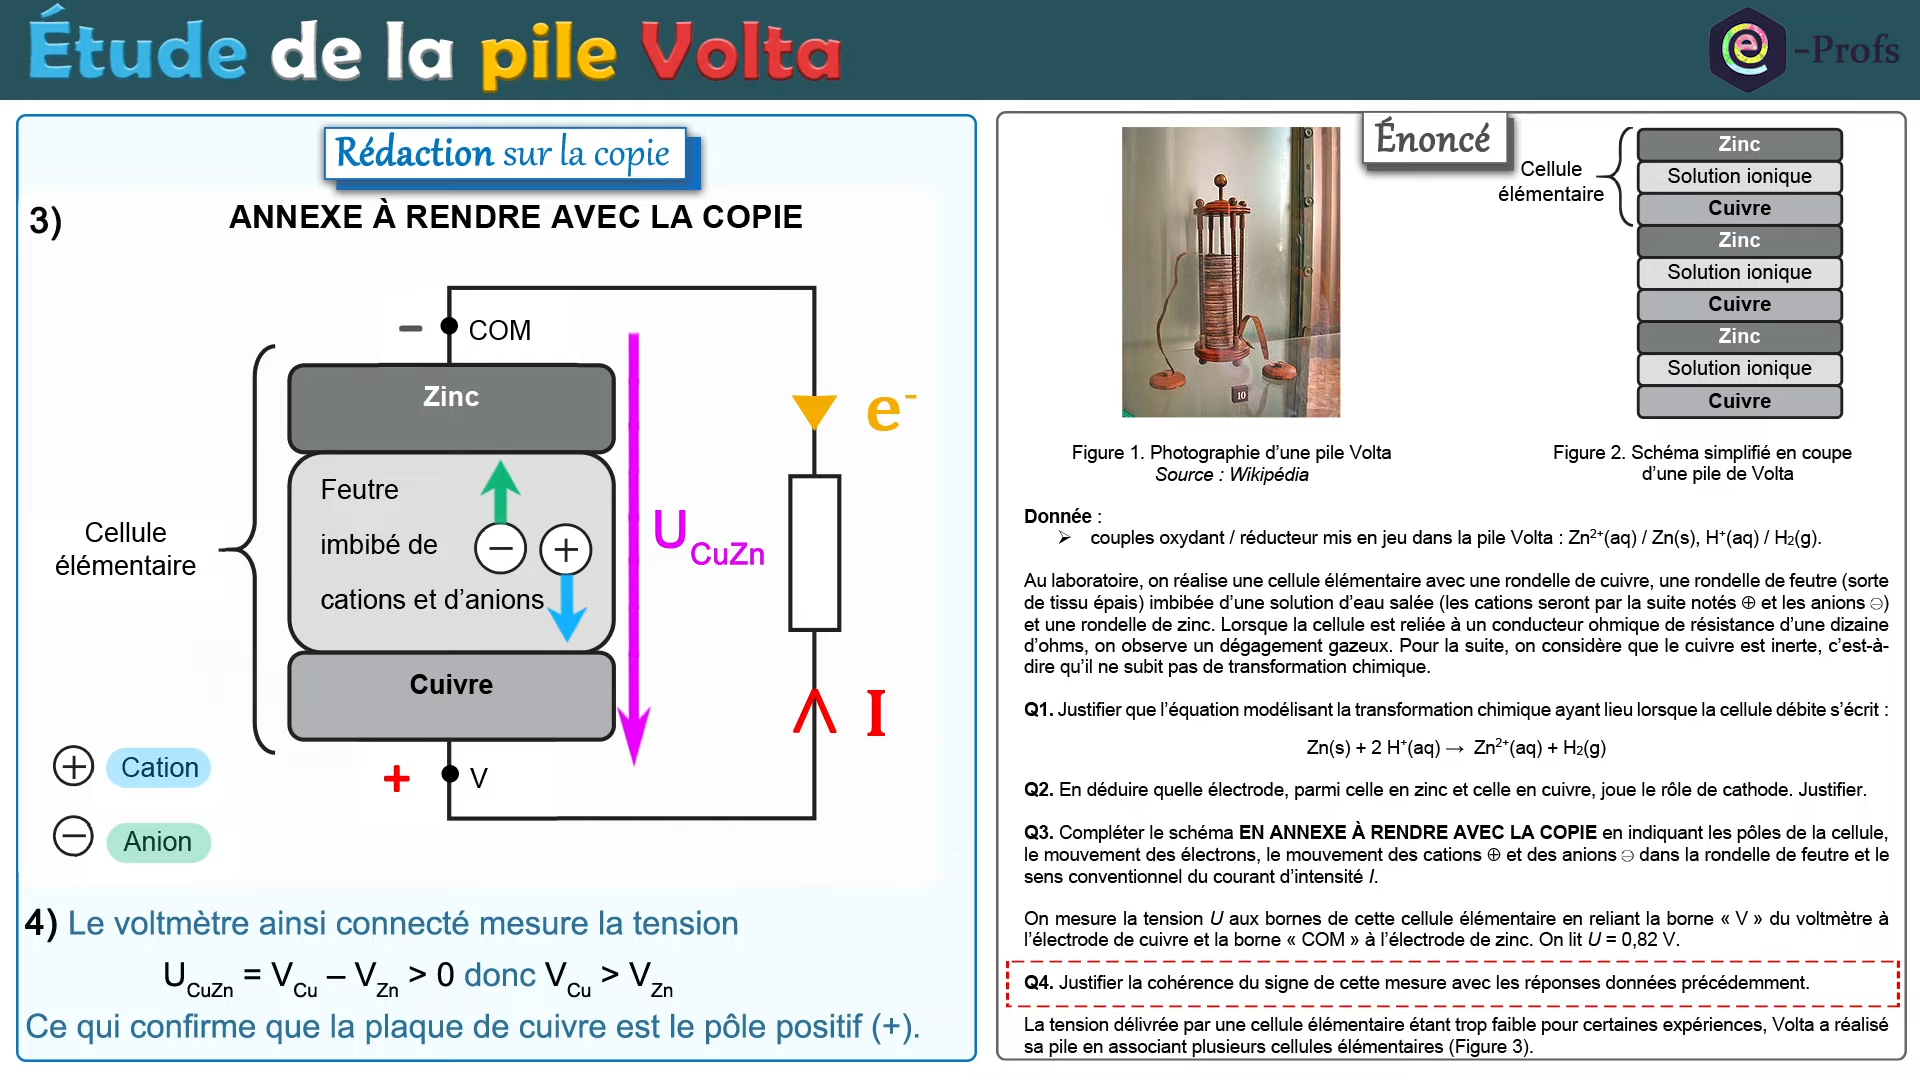 Étude de la pile Volta
e -Profs
Rédaction sur la copie
3)
ANNEXE À RENDRE AVEC LA COPIE
− COM
Zinc
e⁻
Feutre
imbibé de
cations et d’anions
− +
Cellule
élémentaire
U CuZn
Cuivre
I
+ V
+ Cation
− Anion
4) Le voltmètre ainsi connecté mesure la tension
U CuZn = V Cu – V Zn > 0 donc V Cu > V Zn
Ce qui confirme que la plaque de cuivre est le pôle positif (+).
Énoncé
10
Cellule
élémentaire
Zinc
Solution ionique
Cuivre
Zinc
Solution ionique
Cuivre
Zinc
Solution ionique
Cuivre
Figure 1. Photographie d’une pile Volta
Source : Wikipédia
Figure 2. Schéma simplifié en coupe
d’une pile de Volta
Donnée :
➢ couples oxydant / réducteur mis en jeu dans la pile Volta : Zn²⁺(aq) / Zn(s), H⁺(aq) / H₂(g).
Au laboratoire, on réalise une cellule élémentaire avec une rondelle de cuivre, une rondelle de feutre (sorte
de tissu épais) imbibée d’une solution d’eau salée (les cations seront par la suite notés ⊕ et les anions ⊖)
et une rondelle de zinc. Lorsque la cellule est reliée à un conducteur ohmique de résistance d’une dizaine
d’ohms, on observe un dégagement gazeux. Pour la suite, on considère que le cuivre est inerte, c’est-à-
dire qu’il ne subit pas de transformation chimique.
Q1. Justifier que l’équation modélisant la transformation chimique ayant lieu lorsque la cellule débite s’écrit :
Zn(s) + 2 H⁺(aq) → Zn²⁺(aq) + H₂(g)
Q2. En déduire quelle électrode, parmi celle en zinc et celle en cuivre, joue le rôle de cathode. Justifier.
Q3. Compléter le schéma EN ANNEXE À RENDRE AVEC LA COPIE en indiquant les pôles de la cellule,
le mouvement des électrons, le mouvement des cations ⊕ et des anions ⊖ dans la rondelle de feutre et le
sens conventionnel du courant d’intensité I.
On mesure la tension U aux bornes de cette cellule élémentaire en reliant la borne « V » du voltmètre à
l’électrode de cuivre et la borne « COM » à l’électrode de zinc. On lit U = 0,82 V.
Q4. Justifier la cohérence du signe de cette mesure avec les réponses données précédemment.
La tension délivrée par une cellule élémentaire étant trop faible pour certaines expériences, Volta a réalisé
sa pile en associant plusieurs cellules élémentaires (Figure 3).